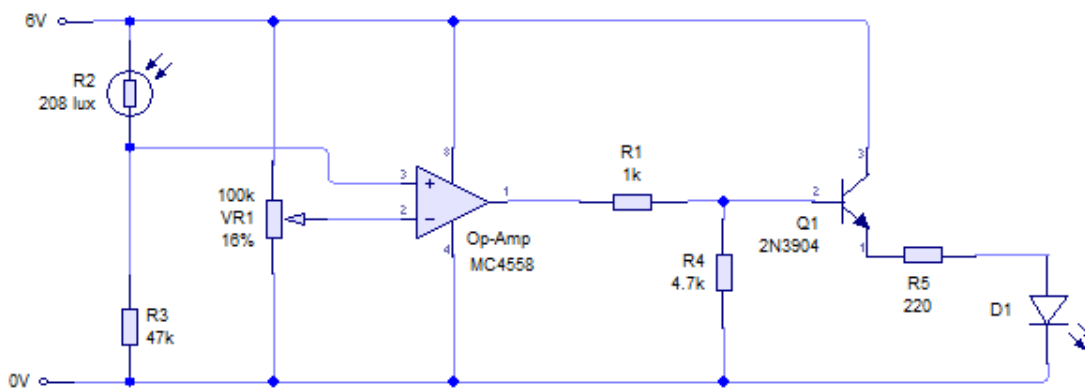 6V
R2
208 lux
100k
VR1
16%
3
2
8
4
1
Op-Amp
MC4558
R1
1k
2
3
1
Q1
2N3904
R4
4.7k
R5
220
D1
R3
47k
0V